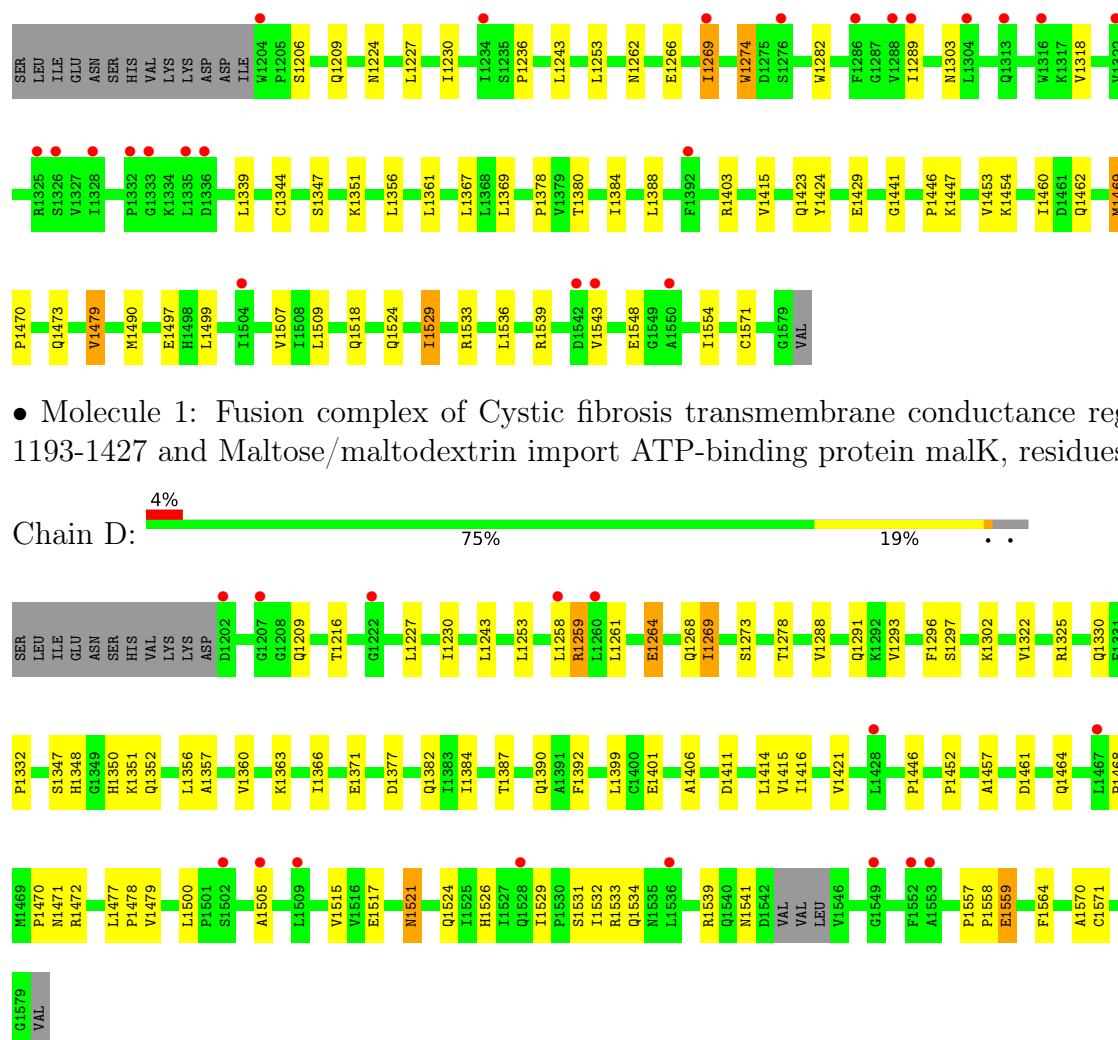 SER LEU ILE GLU ASN SER HIS VAL LYS LYS ASP ASP ILE W1204 P1205 S1206 Q1209 N1224 L1227 I1230 I1234 S1235 P1236 L1243 L1253 N1262 E1266 I1269 W1274 D1275 S1276 W1282 F1286 G1287 V1288 I1289 N1303 L1304 Q1313 W1316 K1317 V1318
R1325 S1326 V1327 I1328 P1332 G1333 K1334 L1335 D1336 L1339 C1344 S1347 K1351 L1356 L1361 L1367 L1368 L1369 P1378 V1379 T1380 I1384 L1388 F1392 R1403 V1415 Q1423 Y1424 E1429 G1441 P1446 K1447 V1453 K1454 I1460 D1461 Q1462 M1469
P1470 Q1473 V1479 M1490 E1497 H1498 L1499 I1504 V1507 I1508 L1509 Q1518 Q1524 I1529 R1533 L1536 R1539 D1542 V1543 E1548 G1549 A1550 I1554 C1571 G1579 VAL
• Molecule 1: Fusion complex of Cystic fibrosis transmembrane conductance
1193-1427 and Maltose/maltodextrin import ATP-binding protein malK, residues
4%
Chain D:
75% 19% • •
SER LEU ILE GLU ASN SER HIS VAL LYS LYS ASP D1202 G1207 G1208 Q1209 T1216 G1222 L1227 I1230 L1243 L1253 L1258 R1259 L1260 L1261 E1264 Q1268 I1269 S1273 T1278 V1288 Q1291 K1292 V1293 F1296 S1297 K1302 V1322 R1325 Q1330 E1331
P1332 S1347 H1348 G1349 H1350 K1351 Q1352 L1356 A1357 V1360 K1363 I1366 E1371 D1377 Q1382 I1383 I1384 T1387 Q1390 A1391 F1392 L1399 C1400 E1401 A1406 D1411 L1414 V1415 I1416 V1421 L1428 P1446 P1452 A1457 D1461 Q1464 L1467 P1468
M1469 P1470 N1471 R1472 L1477 P1478 V1479 L1500 P1501 S1502 A1505 L1509 V1515 V1516 E1517 N1521 Q1524 I1525 H1526 I1527 Q1528 I1529 P1530 S1531 I1532 R1533 Q1534 N1535 L1536 R1539 Q1540 N1541 D1542 VAL VAL LEU V1546 G1549 F1552 A1553 P1557 P1558 E1559 F1564 A1570 C1571
G1579 VAL